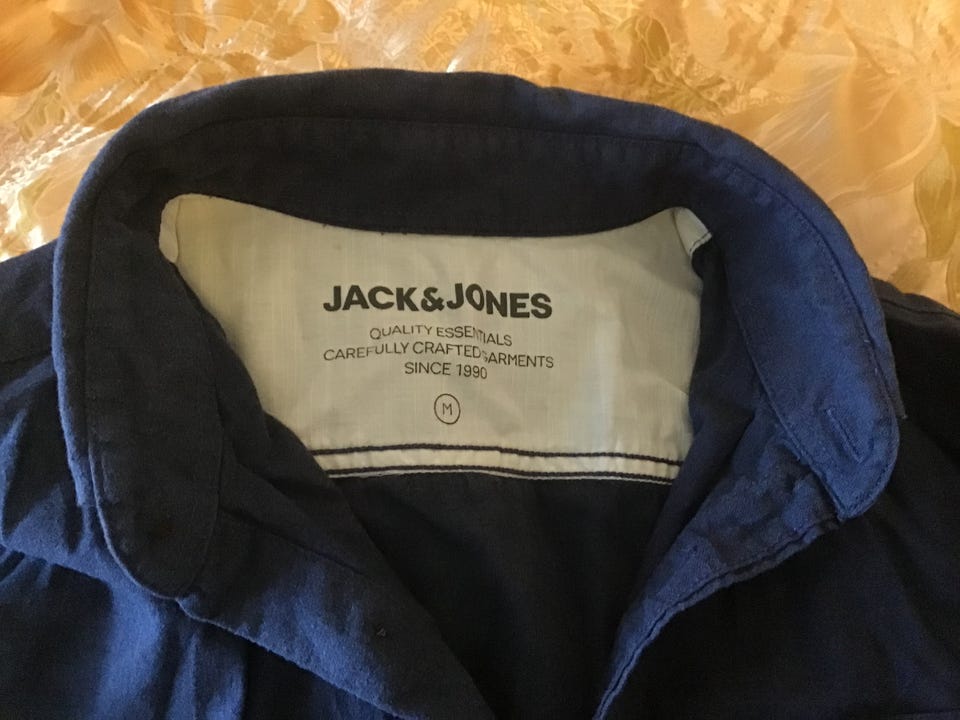 JACK&JONES
QUALITY ESSENTIALS
CAREFULLY CRAFTED GARMENTS
SINCE 1990
M